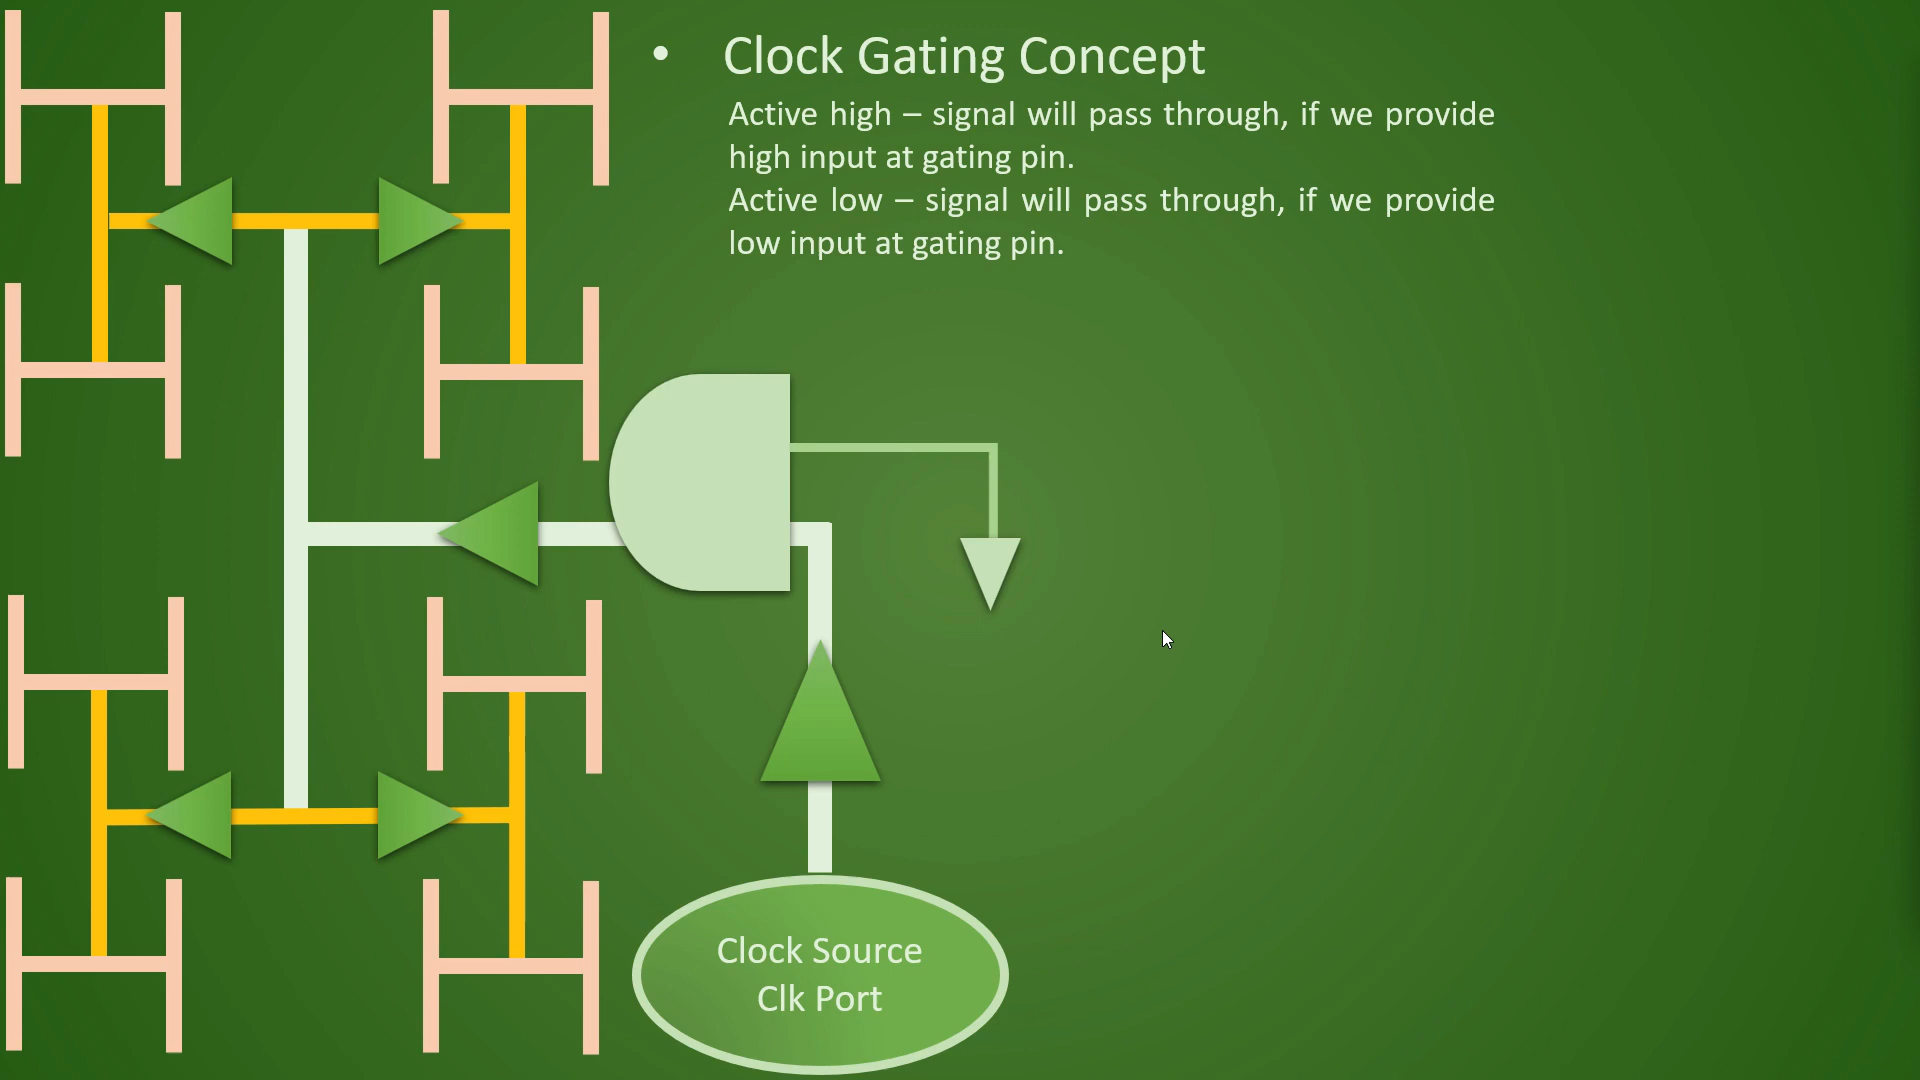 • Clock Gating Concept
Active high – signal will pass through, if we provide
high input at gating pin.
Active low – signal will pass through, if we provide
low input at gating pin.
Clock Source
Clk Port